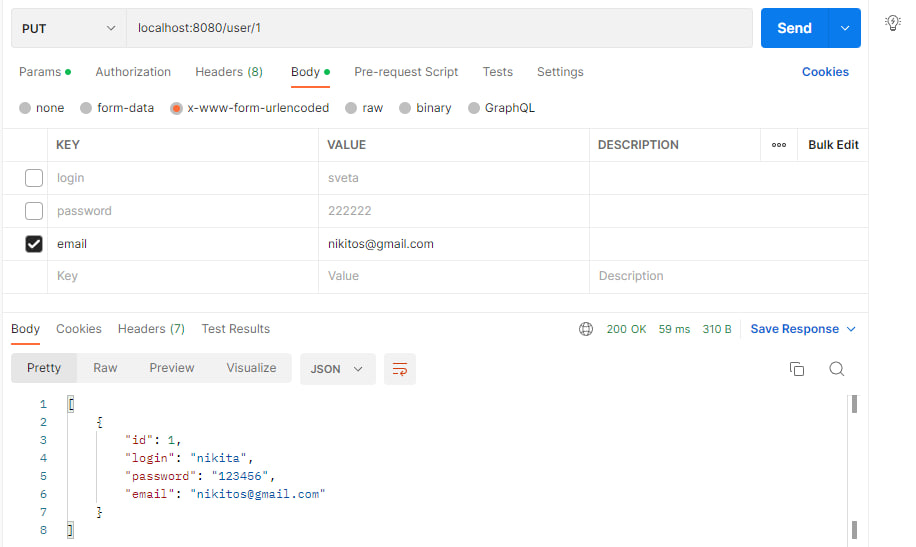 PUT localhost:8080/user/1 Send
Params Authorization Headers (8) Body Pre-request Script Tests Settings Cookies
none form-data x-www-form-urlencoded raw binary GraphQL
KEY VALUE DESCRIPTION Bulk Edit
login sveta
password 222222
email nikitos@gmail.com
Key Value Description
Body Cookies Headers (7) Test Results 200 OK 59 ms 310 B Save Response
Pretty Raw Preview Visualize JSON
1 [
2 {
3 "id": 1,
4 "login": "nikita",
5 "password": "123456",
6 "email": "nikitos@gmail.com"
7 }
8 ]